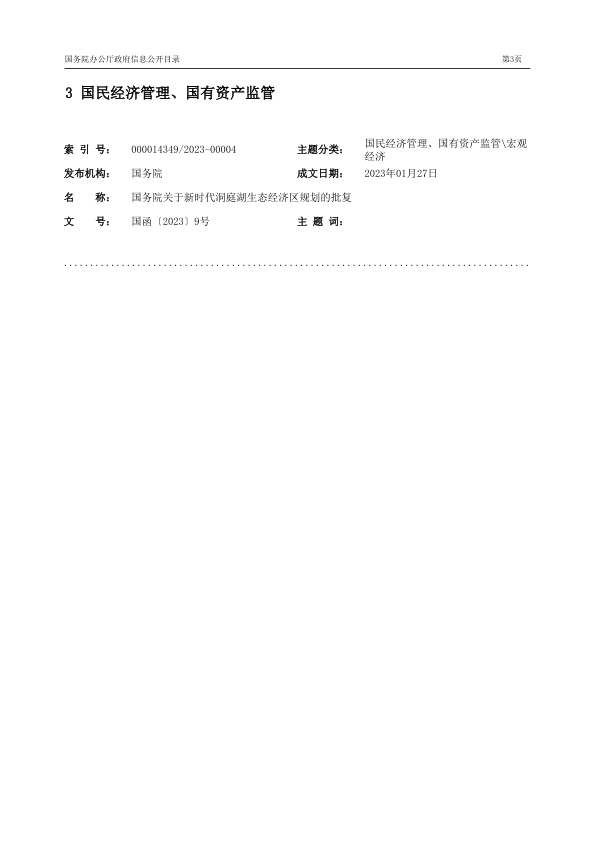 国务院办公厅政府信息公开目录 第3页
3 国民经济管理、国有资产监管
索 引 号： 000014349/2023-00004 主题分类： 国民经济管理、国有资产监管\宏观
经济
发布机构： 国务院 成文日期： 2023年01月27日
名 称： 国务院关于新时代洞庭湖生态经济区规划的批复
文 号： 国函〔2023〕9号 主 题 词：